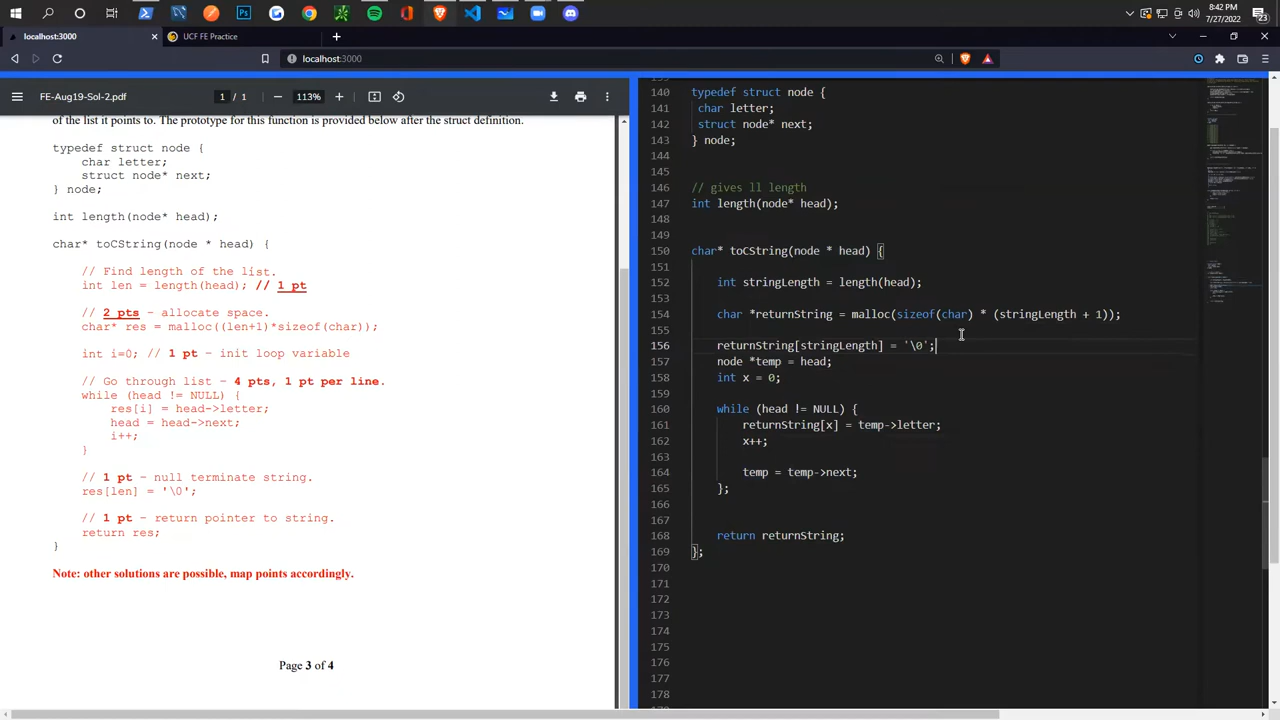 8:42 PM
7/27/2022
23
localhost:3000
UCF FE Practice
localhost:3000
FE-Aug19-Sol-2.pdf
1 / 1
113%
of the list it points to. The prototype for this function is provided below after the struct definition.
typedef struct node {
char letter;
struct node* next;
} node;
int length(node* head);
char* toCString(node * head) {
// Find length of the list.
int len = length(head); // 1 pt
// 2 pts – allocate space.
char* res = malloc((len+1)*sizeof(char));
int i=0; // 1 pt – init loop variable
// Go through list – 4 pts, 1 pt per line.
while (head != NULL) {
res[i] = head->letter;
head = head->next;
i++;
}
// 1 pt – null terminate string.
res[len] = '\0';
// 1 pt – return pointer to string.
return res;
}
Note: other solutions are possible, map points accordingly.
Page 3 of 4
140 typedef struct node {
141 char letter;
142 struct node* next;
143 } node;
144
145
146 // gives ll length
147 int length(node* head);
148
149
150 char* toCString(node * head) {
151
152 int stringLength = length(head);
153
154 char *returnString = malloc(sizeof(char) * (stringLength + 1));
155
156 returnString[stringLength] = '\0';
157 node *temp = head;
158 int x = 0;
159
160 while (head != NULL) {
161 returnString[x] = temp->letter;
162 x++;
163
164 temp = temp->next;
165 };
166
167
168 return returnString;
169 };
170
171
172
173
174
175
176
177
178